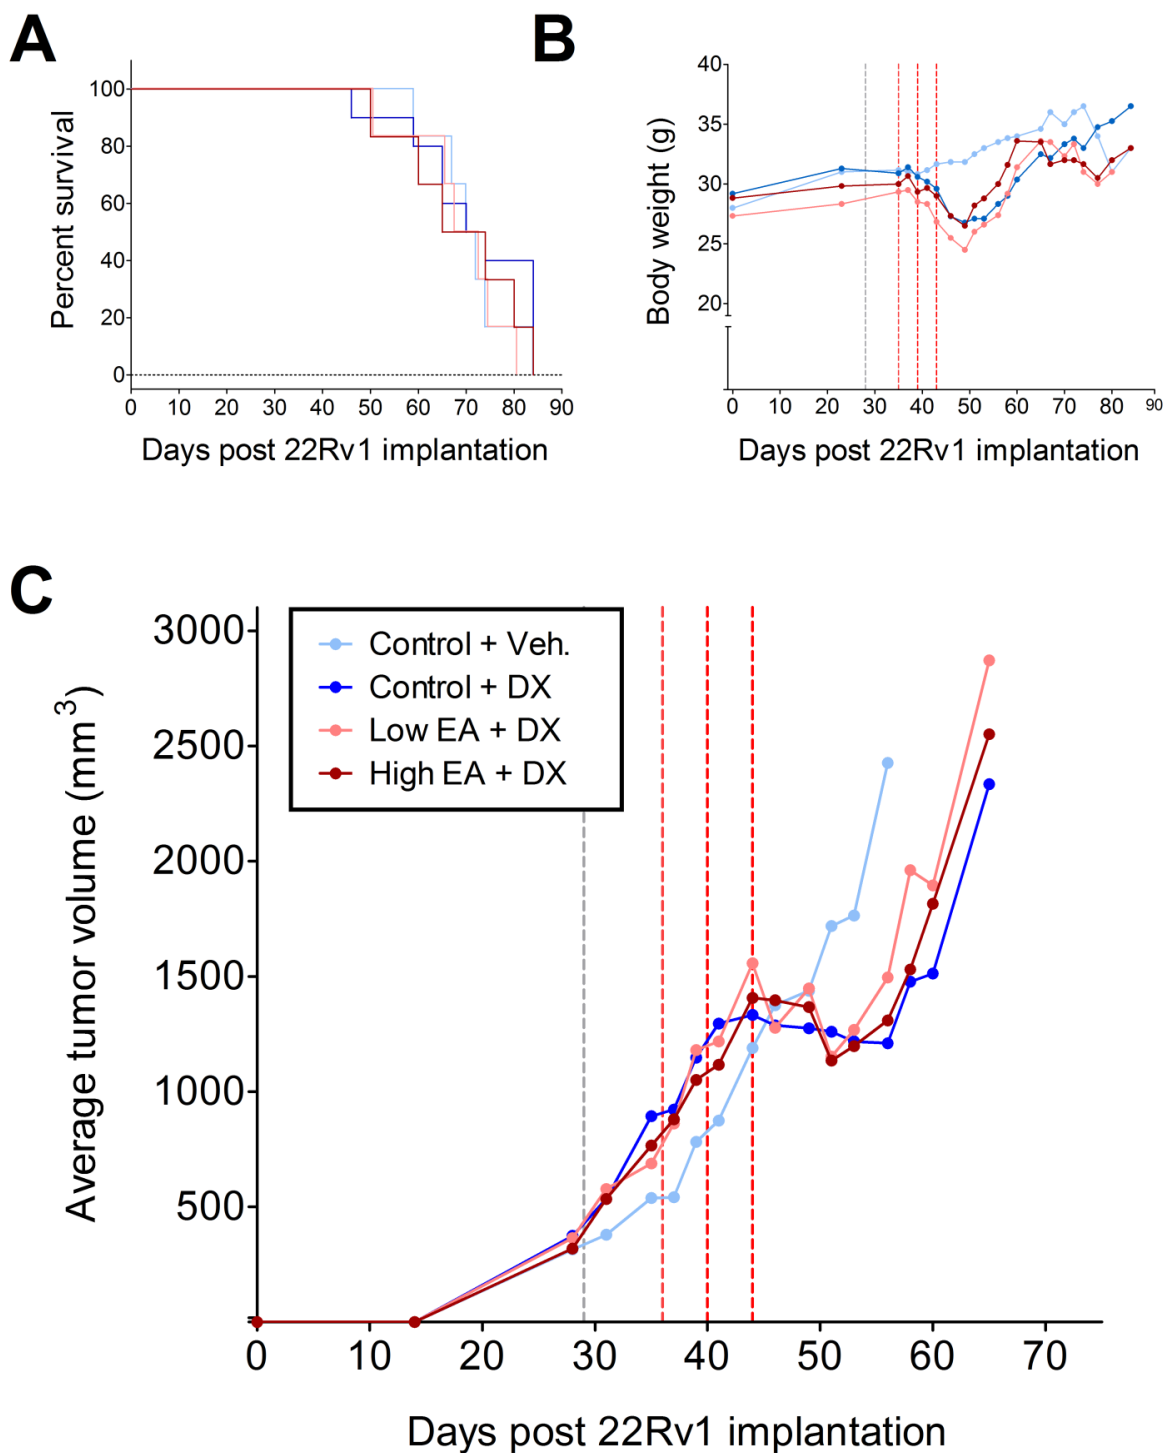 A
B
Percent survival
100
80
60
40
20
0
0 10 20 30 40 50 60 70 80 90
Days post 22Rv1 implantation
Body weight (g)
40
35
30
25
20
0 10 20 30 40 50 60 70 80 90
Days post 22Rv1 implantation
C
Average tumor volume (mm³)
3000
2500
2000
1500
1000
500
Control + Veh.
Control + DX
Low EA + DX
High EA + DX
0 10 20 30 40 50 60 70
Days post 22Rv1 implantation